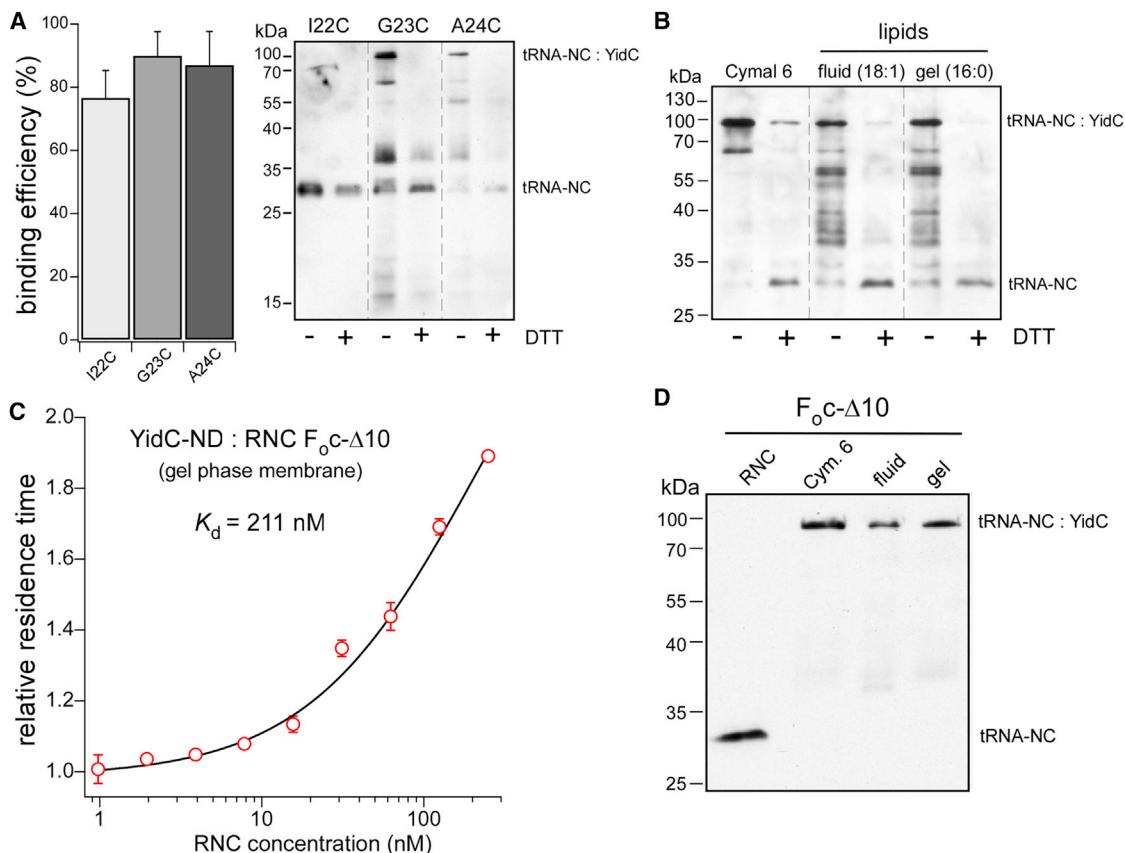 A
binding efficiency (%)
100
80
60
40
20
0
I22C
G23C
A24C
I22C G23C A24C
kDa
100
70
55
40
35
25
15
tRNA-NC : YidC
tRNA-NC
- + - + - + DTT
B
lipids
Cymal 6 fluid (18:1) gel (16:0)
kDa
130
100
70
55
40
35
25
tRNA-NC : YidC
tRNA-NC
- + - + - + DTT
C
YidC-ND : RNC Fₒc-Δ10
(gel phase membrane)
K_d = 211 nM
relative residence time
2.0
1.8
1.6
1.4
1.2
1.0
1 10 100
RNC concentration (nM)
D
Fₒc-Δ10
RNC Cym. 6 fluid gel
kDa
100
70
55
40
35
25
tRNA-NC : YidC
tRNA-NC